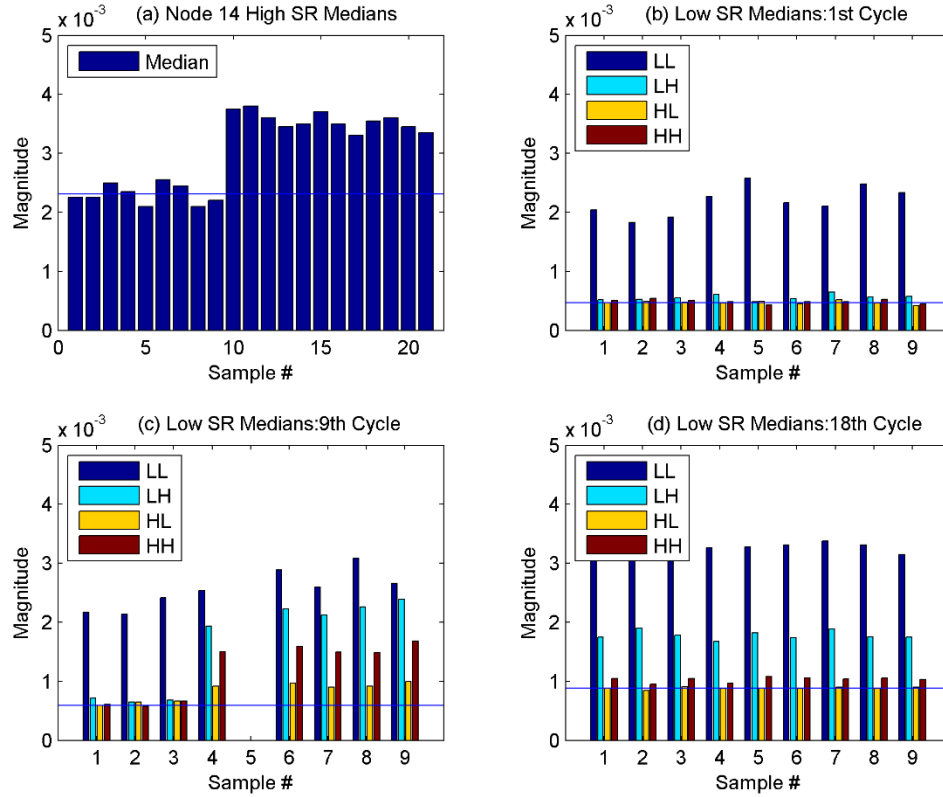 (a) Node 14 High SR Medians
x 10-3
5
4
3
2
1
0
Magnitude
Median
0 5 10 15 20
Sample #
(b) Low SR Medians:1st Cycle
x 10-3
5
4
3
2
1
0
Magnitude
LL
LH
HL
HH
1 2 3 4 5 6 7 8 9
Sample #
(c) Low SR Medians:9th Cycle
x 10-3
5
4
3
2
1
0
Magnitude
LL
LH
HL
HH
1 2 3 4 5 6 7 8 9
Sample #
(d) Low SR Medians:18th Cycle
x 10-3
5
4
3
2
1
0
Magnitude
LL
LH
HL
HH
1 2 3 4 5 6 7 8 9
Sample #